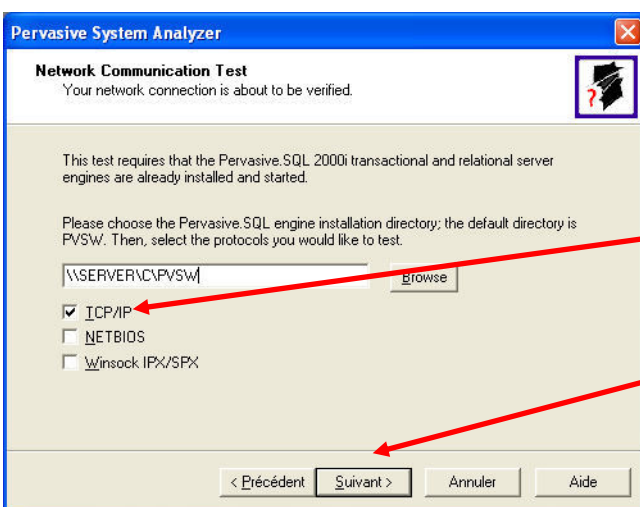 Pervasive System Analyzer
Network Communication Test
Your network connection is about to be verified.
?
This test requires that the Pervasive.SQL 2000i transactional and relational server
engines are already installed and started.
Please choose the Pervasive.SQL engine installation directory; the default directory is
PVSW. Then, select the protocols you would like to test.
\\SERVER\C\PVSW
Browse
TCP/IP
NETBIOS
Winsock IPX/SPX
< Précédent
Suivant >
Annuler
Aide